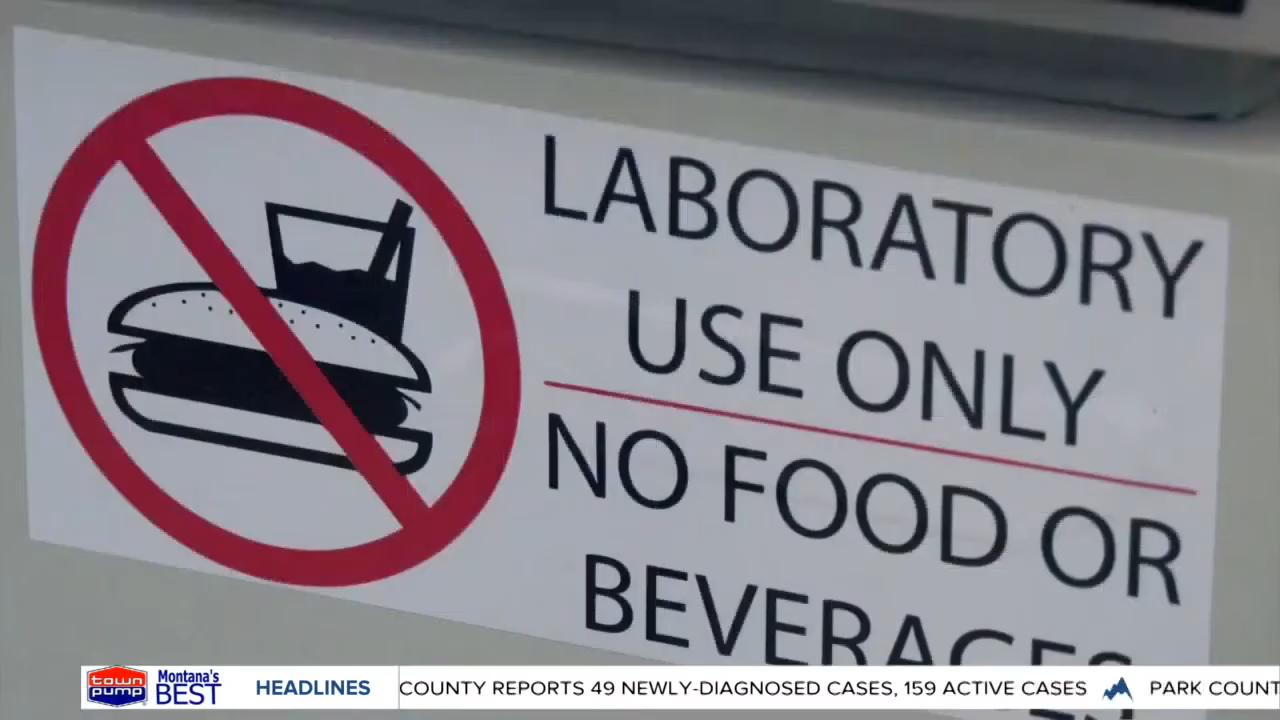 LABORATORY
USE ONLY
NO FOOD OR
BEVERAGES
town pump Montana's BEST HEADLINES COUNTY REPORTS 49 NEWLY-DIAGNOSED CASES, 159 ACTIVE CASES PARK COUNT